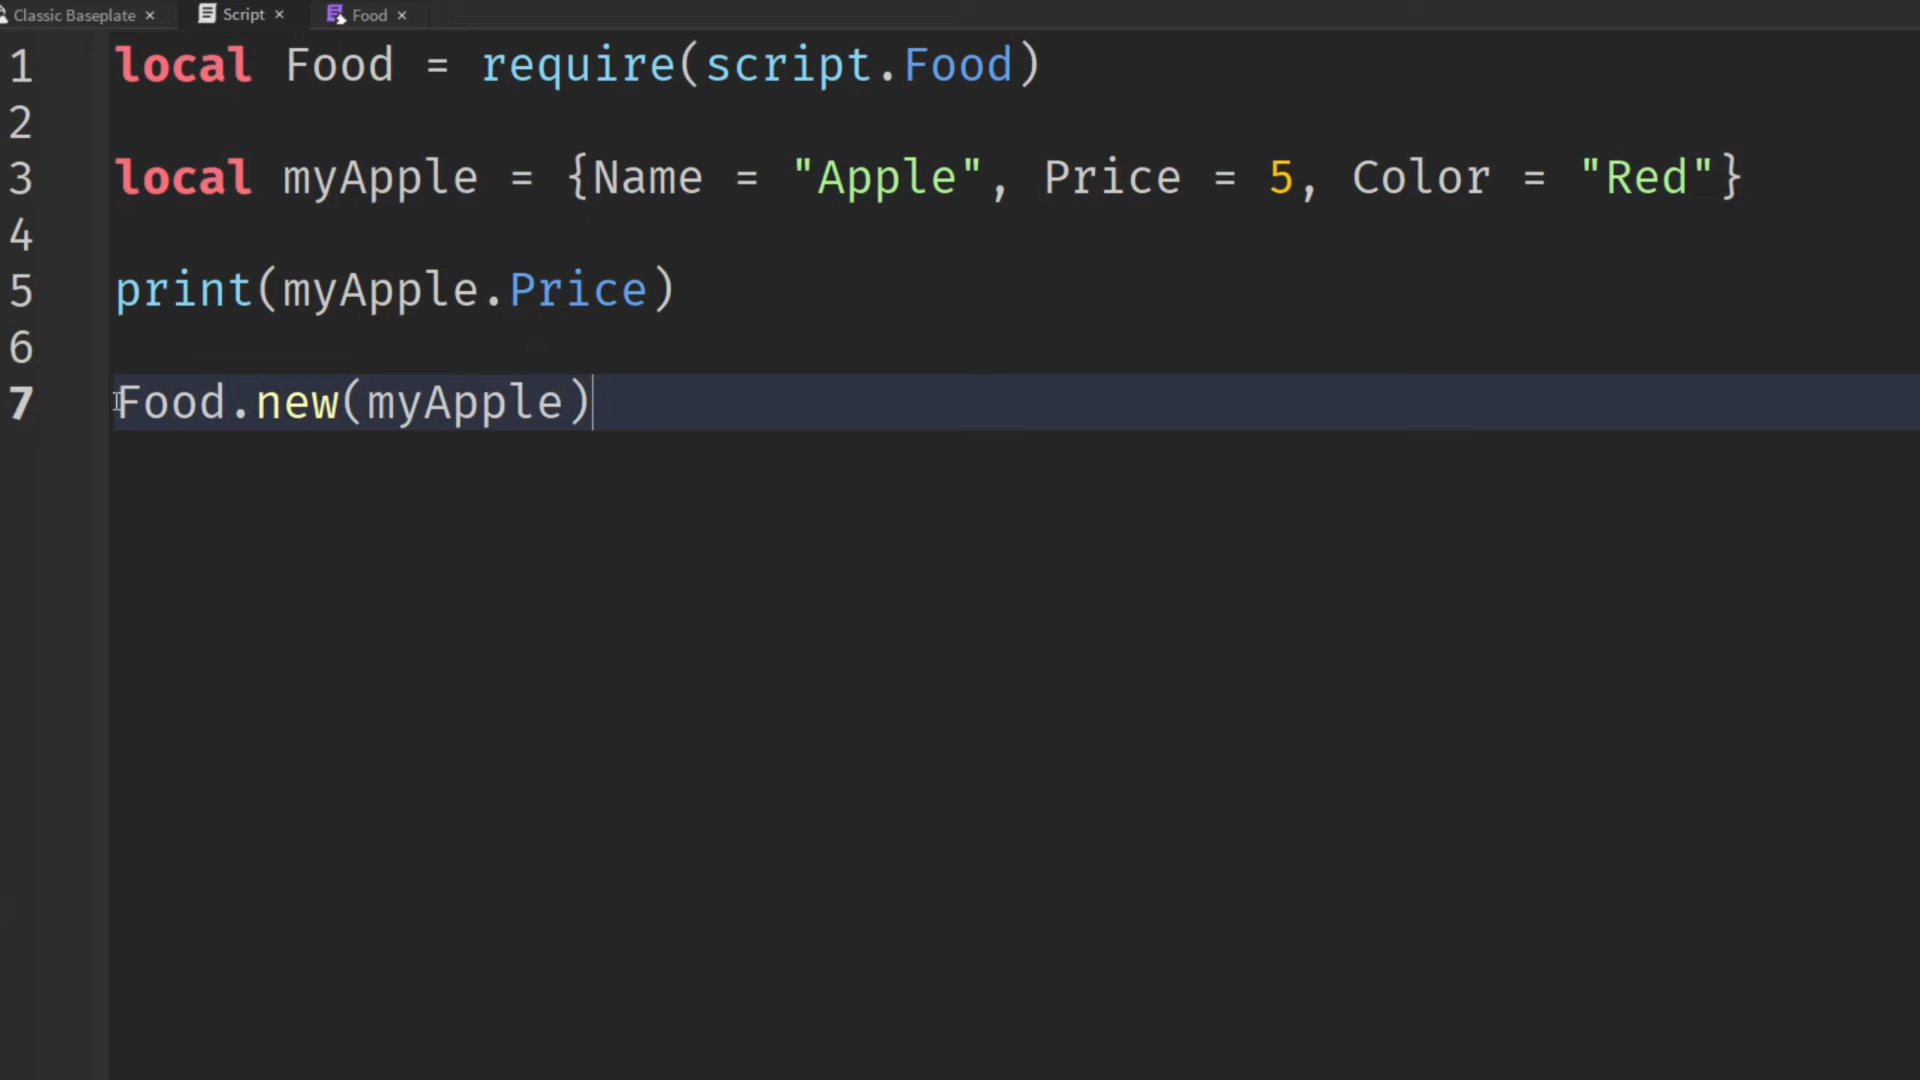 Classic Baseplate × Script × Food ×
1 local Food = require(script.Food)
2
3 local myApple = {Name = "Apple", Price = 5, Color = "Red"}
4
5 print(myApple.Price)
6
7 Food.new(myApple)